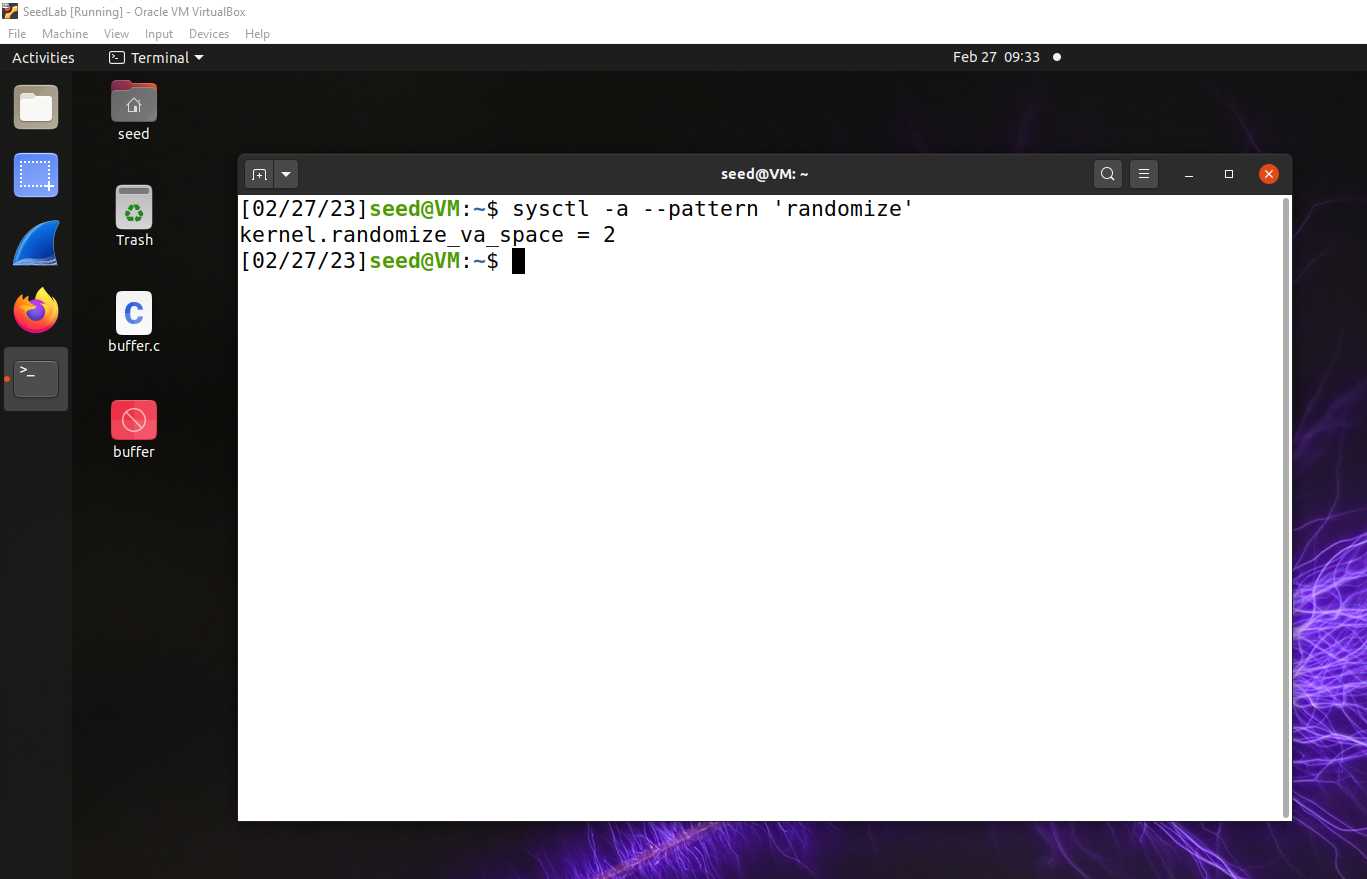 SeedLab [Running] - Oracle VM VirtualBox
File Machine View Input Devices Help
Activities Terminal Feb 27 09:33
seed
Trash
C
buffer.c
buffer
>_
seed@VM: ~
[02/27/23]seed@VM:~$ sysctl -a --pattern 'randomize'
kernel.randomize_va_space = 2
[02/27/23]seed@VM:~$